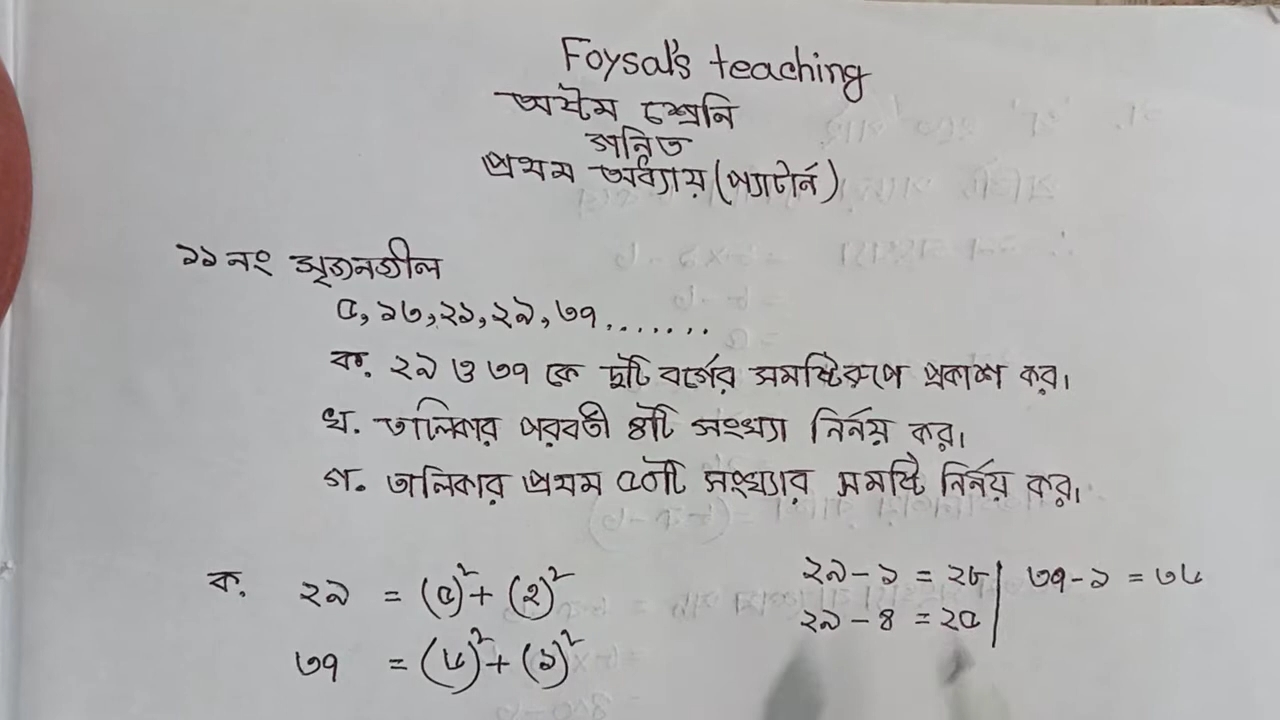 Foysal's teaching
অষ্টম শ্রেনি
গনিত
প্রথম অধ্যায় (প্যাটার্ন)
১১ নং সৃজনশীল
৫, ১৩, ২১, ২৯, ৩৭.......
ক. ২৯ ও ৩৭ কে দুটি বর্গের সমষ্টিরুপে প্রকাশ কর।
খ. তালিকার পরবর্তী ৪টি সংখ্যা নির্নয় কর।
গ. তালিকার প্রথম ৫০টি সংখ্যার সমষ্টি নির্নয় কর।
ক. ২৯ = (৫)² + (২)² ২৯ - ১ = ২৮ | ৩৭ - ১ = ৩৬
২৯ - ৪ = ২৫
৩৭ = (৬)² + (১)²